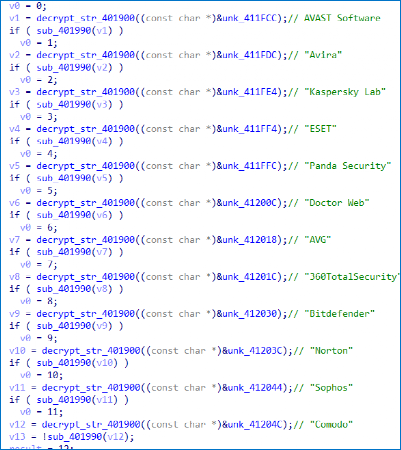 v0 = 0;
v1 = decrypt_str_401900((const char *)&unk_411FCC);// AVAST Software
if ( sub_401990(v1) )
v0 = 1;
v2 = decrypt_str_401900((const char *)&unk_411FDC);// "Avira"
if ( sub_401990(v2) )
v0 = 2;
v3 = decrypt_str_401900((const char *)&unk_411FE4);// "Kaspersky Lab"
if ( sub_401990(v3) )
v0 = 3;
v4 = decrypt_str_401900((const char *)&unk_411FF4);// "ESET"
if ( sub_401990(v4) )
v0 = 4;
v5 = decrypt_str_401900((const char *)&unk_411FFC);// "Panda Security"
if ( sub_401990(v5) )
v0 = 5;
v6 = decrypt_str_401900((const char *)&unk_41200C);// "Doctor Web"
if ( sub_401990(v6) )
v0 = 6;
v7 = decrypt_str_401900((const char *)&unk_412018);// "AVG"
if ( sub_401990(v7) )
v0 = 7;
v8 = decrypt_str_401900((const char *)&unk_41201C);// "360TotalSecurity"
if ( sub_401990(v8) )
v0 = 8;
v9 = decrypt_str_401900((const char *)&unk_412030);// "Bitdefender"
if ( sub_401990(v9) )
v0 = 9;
v10 = decrypt_str_401900((const char *)&unk_41203C);// "Norton"
if ( sub_401990(v10) )
v0 = 10;
v11 = decrypt_str_401900((const char *)&unk_412044);// "Sophos"
if ( sub_401990(v11) )
v0 = 11;
v12 = decrypt_str_401900((const char *)&unk_41204C);// "Comodo"
v13 = !sub_401990(v12);
result = 12;